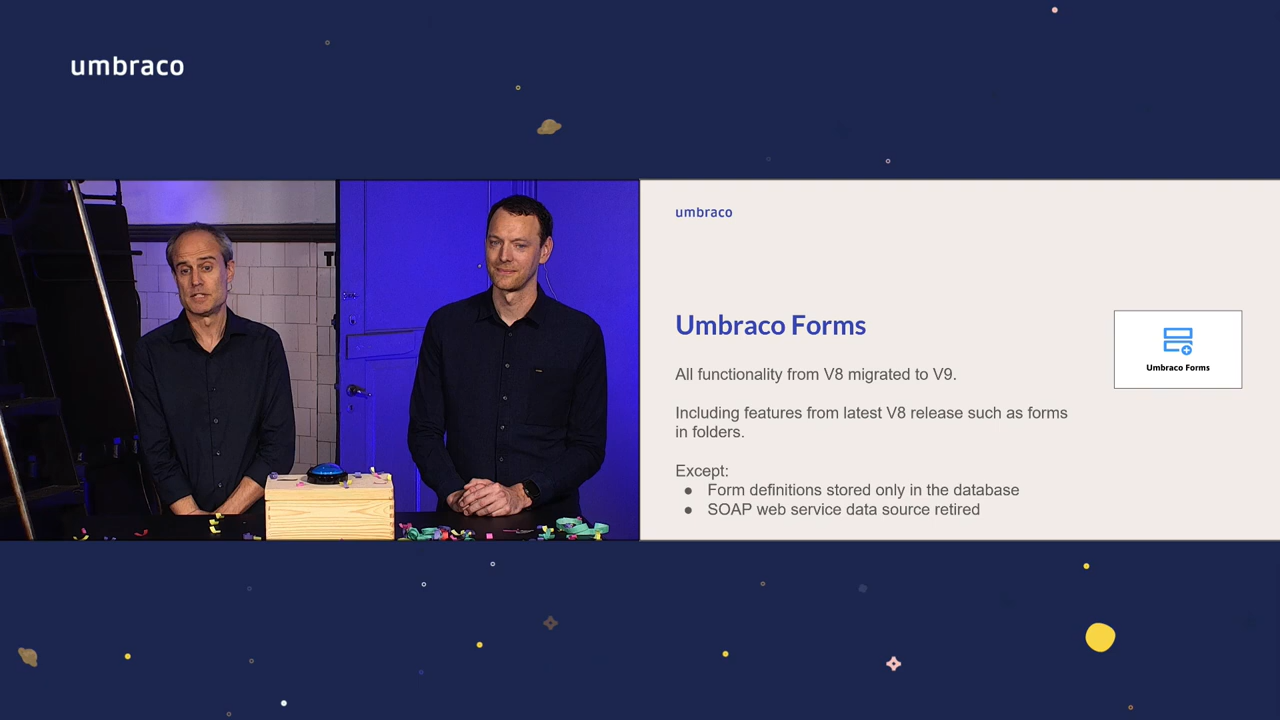 umbraco
umbraco
Umbraco Forms
All functionality from V8 migrated to V9.
Including features from latest V8 release such as forms
in folders.
Except:
● Form definitions stored only in the database
● SOAP web service data source retired
Umbraco Forms